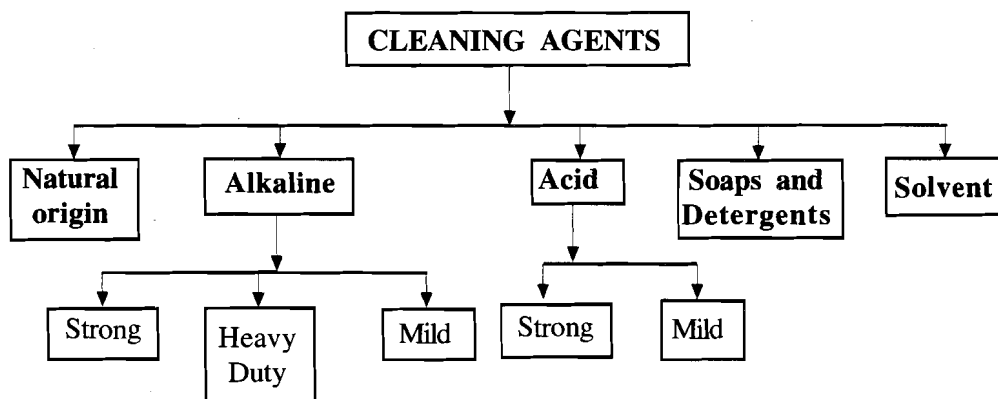 CLEANING AGENTS
Natural
origin
Alkaline
Acid
Soaps and
Detergents
Solvent
Strong
Heavy
Duty
Mild
Strong
Mild